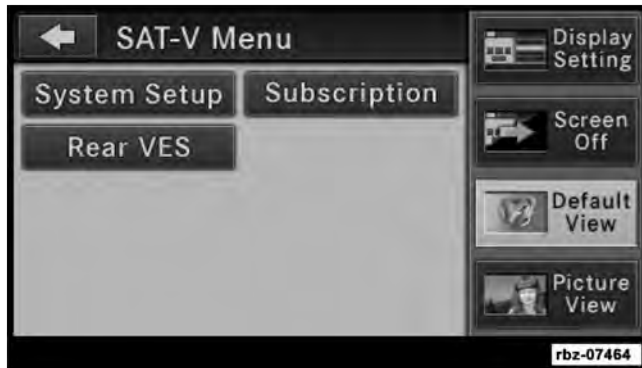 SAT-V Menu
System Setup
Subscription
Rear VES
Display
Setting
Screen
Off
Default
View
Picture
View
rbz-07464